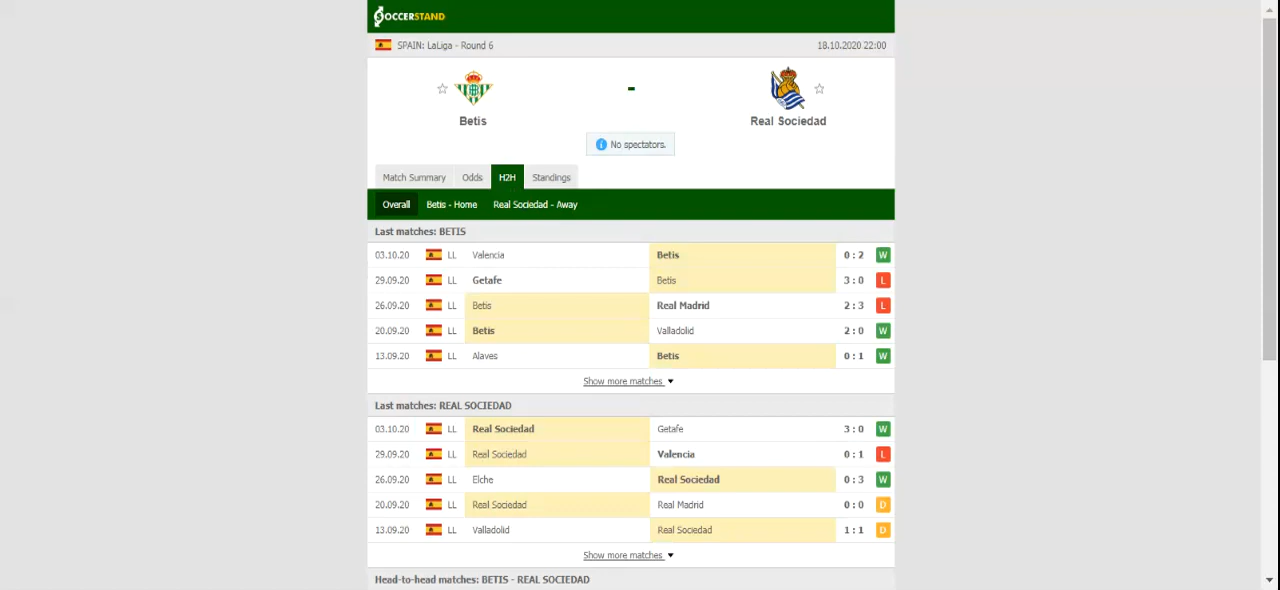 SOCCERSTAND
SPAIN: LaLiga - Round 6 18.10.2020 22:00
-
Betis Real Sociedad
No spectators.
Match Summary Odds H2H Standings
Overall Betis - Home Real Sociedad - Away
Last matches: BETIS
03.10.20 LL Valencia Betis 0 : 2 W
29.09.20 LL Getafe Betis 3 : 0 L
26.09.20 LL Betis Real Madrid 2 : 3 L
20.09.20 LL Betis Valladolid 2 : 0 W
13.09.20 LL Alaves Betis 0 : 1 W
Show more matches
Last matches: REAL SOCIEDAD
03.10.20 LL Real Sociedad Getafe 3 : 0 W
29.09.20 LL Real Sociedad Valencia 0 : 1 L
26.09.20 LL Elche Real Sociedad 0 : 3 W
20.09.20 LL Real Sociedad Real Madrid 0 : 0 D
13.09.20 LL Valladolid Real Sociedad 1 : 1 D
Show more matches
Head-to-head matches: BETIS - REAL SOCIEDAD